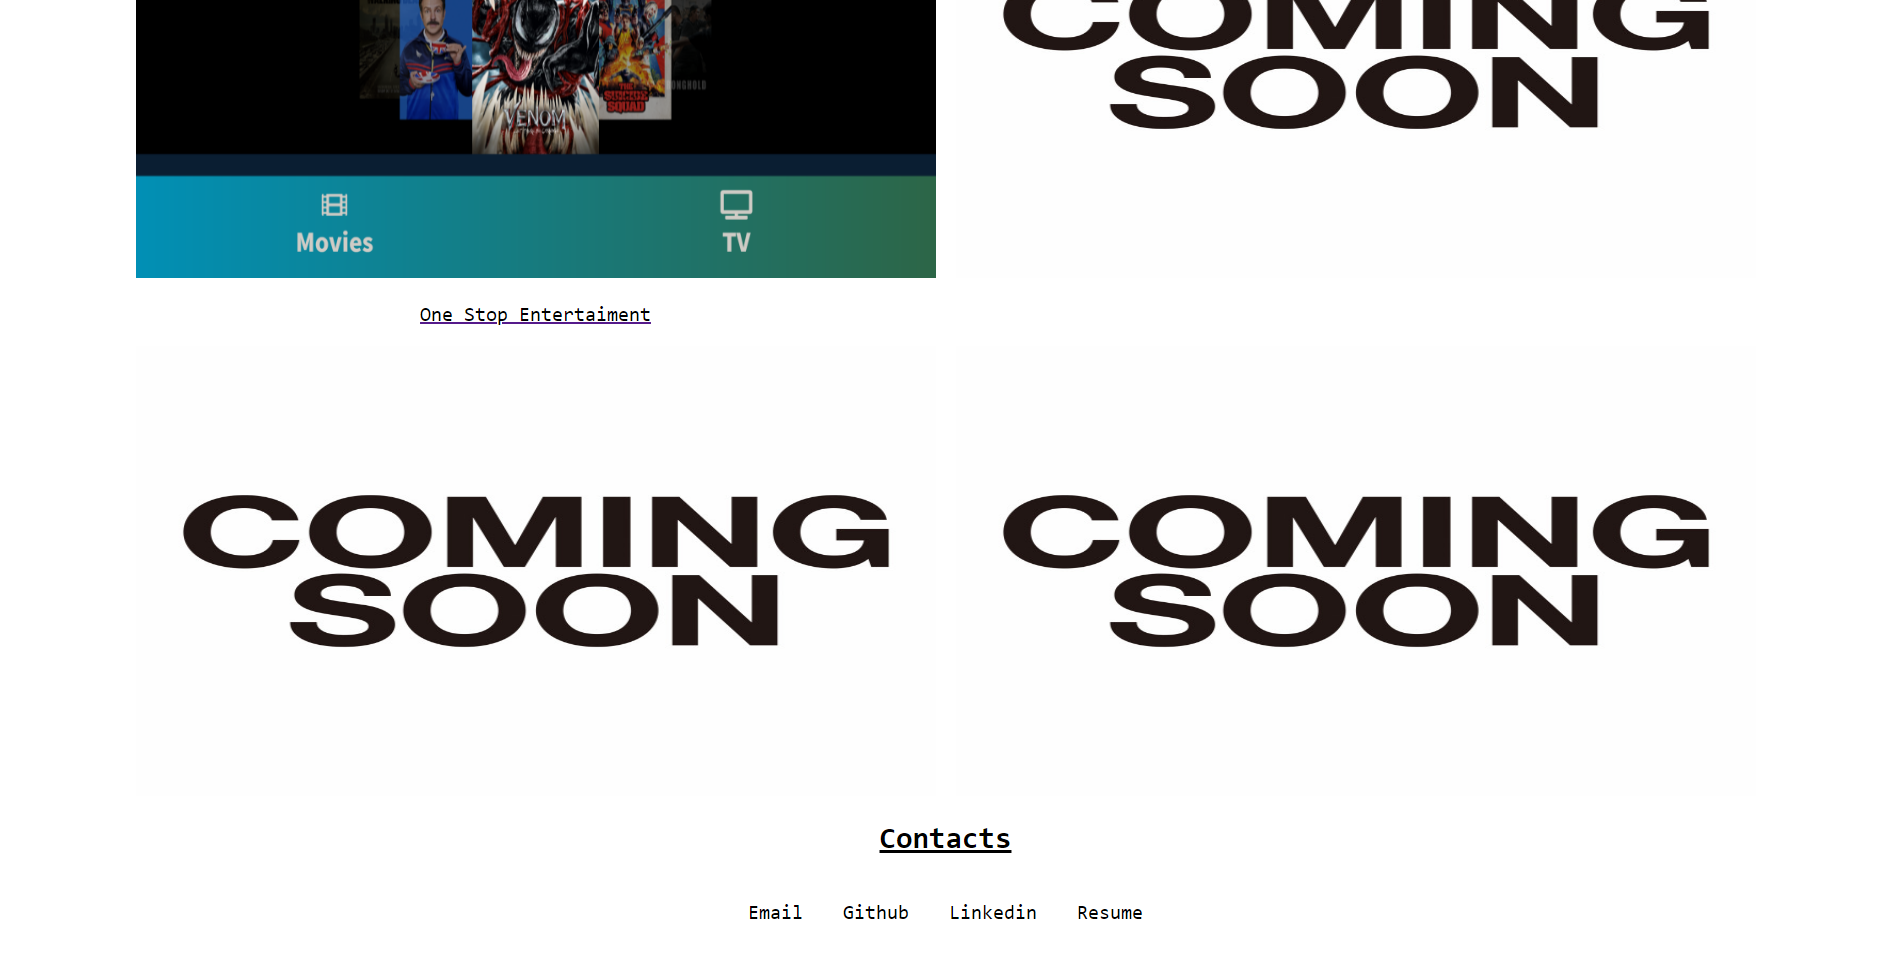 COMING
SOON
THE
SUICIDE
SQUAD
VENOM
Movies
TV
One Stop Entertaiment
COMING
SOON
COMING
SOON
Contacts
Email Github Linkedin Resume